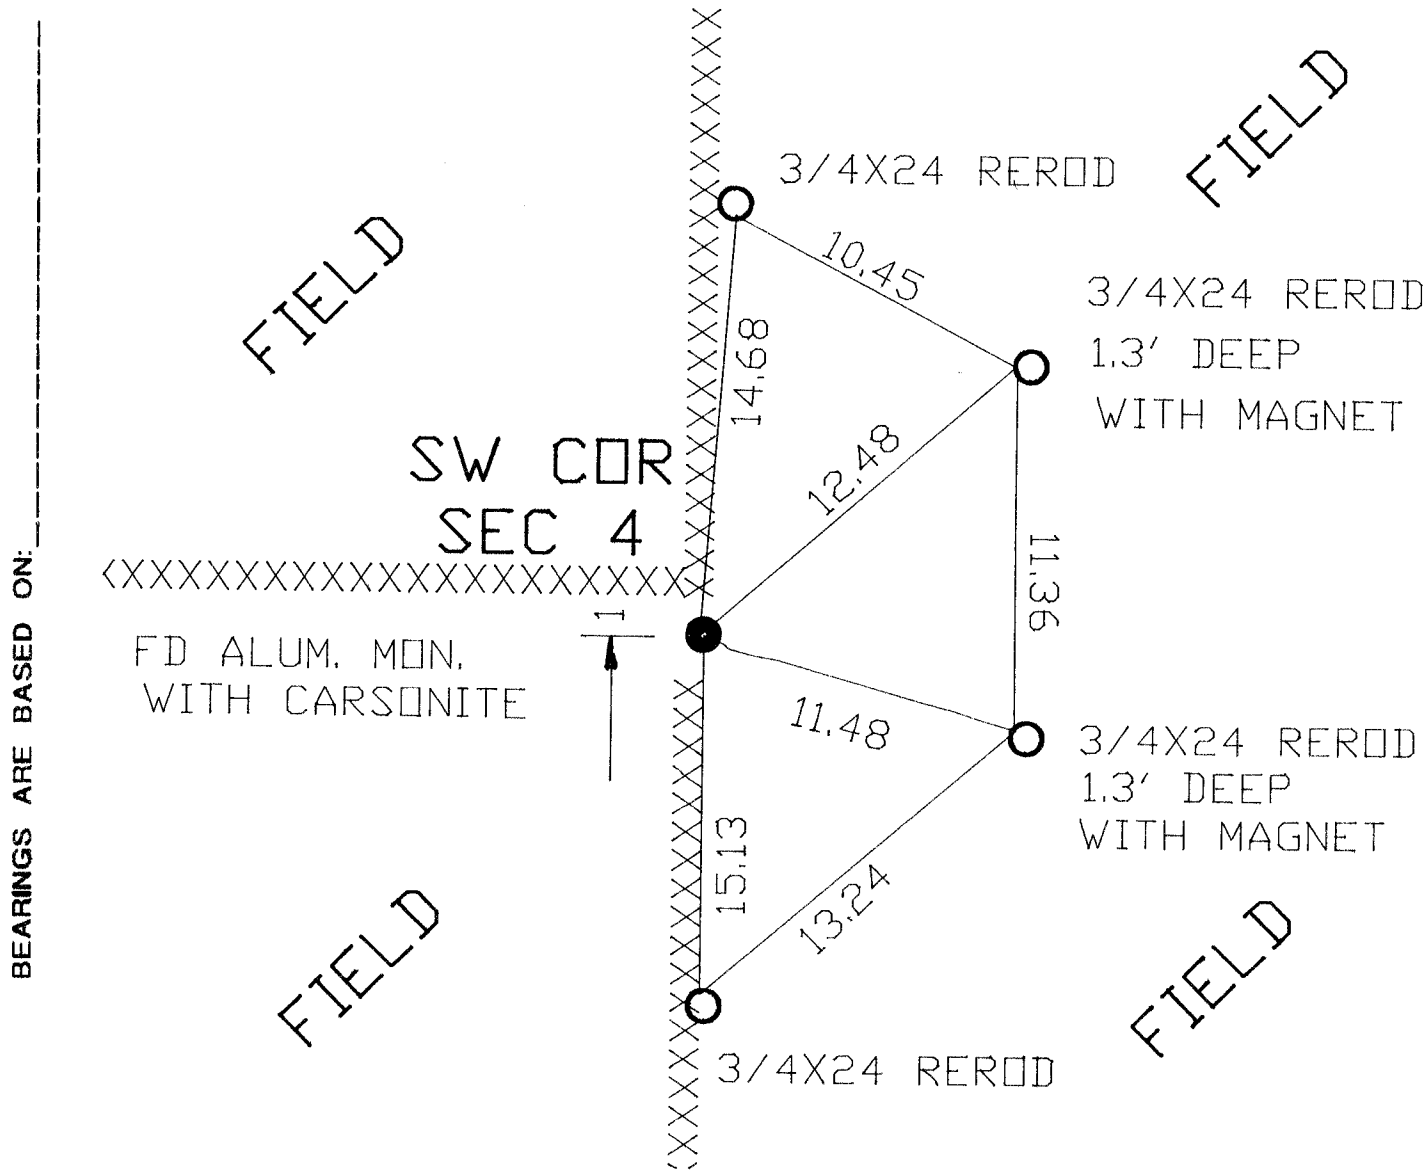 BEARINGS ARE BASED ON:
FIELD
FIELD
3/4X24 REROD
10.45
3/4X24 REROD
1.3' DEEP
WITH MAGNET
14.68
12.48
SW COR
SEC 4
11.36
1
FD ALUM. MON.
WITH CARSONITE
11.48
3/4X24 REROD
1.3' DEEP
WITH MAGNET
15.13
13.24
FIELD
FIELD
3/4X24 REROD